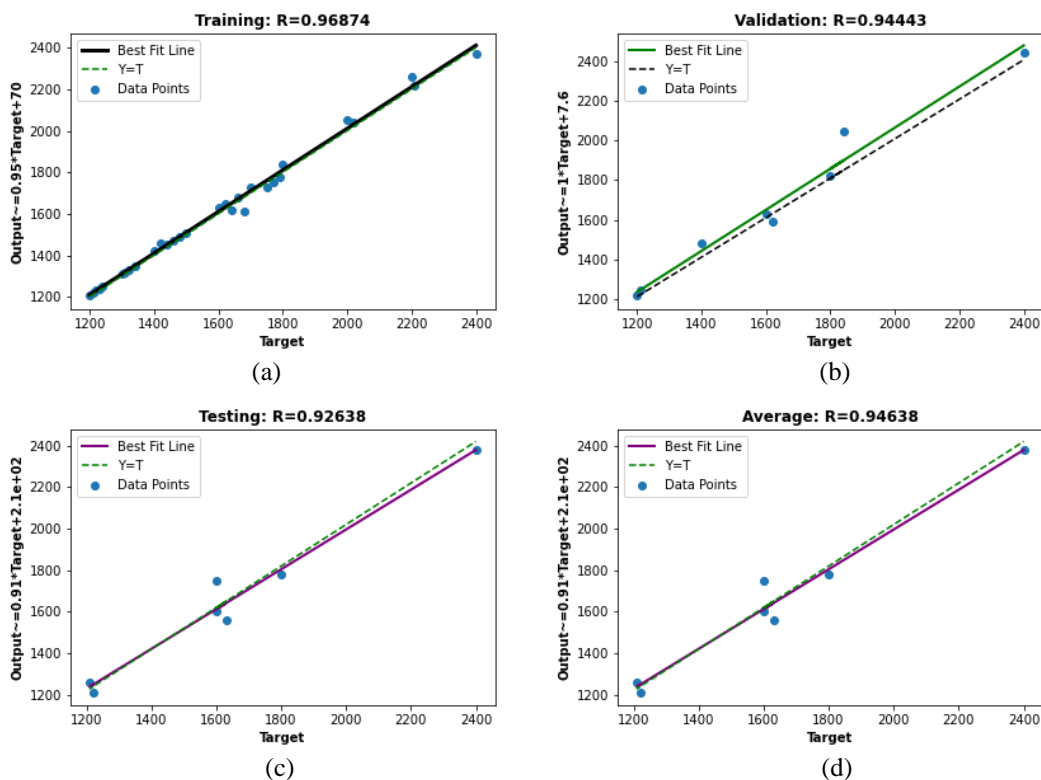 Training: R=0.96874
Output~=0.95*Target+70
2400
2200
2000
1800
1600
1400
1200
Best Fit Line
Y=T
Data Points
1200 1400 1600 1800 2000 2200 2400
Target
(a)
Validation: R=0.94443
Output~=1*Target+7.6
2400
2200
2000
1800
1600
1400
1200
Best Fit Line
Y=T
Data Points
1200 1400 1600 1800 2000 2200 2400
Target
(b)
Testing: R=0.92638
Output~=0.91*Target+2.1e+02
2400
2200
2000
1800
1600
1400
1200
Best Fit Line
Y=T
Data Points
1200 1400 1600 1800 2000 2200 2400
Target
(c)
Average: R=0.94638
Output~=0.91*Target+2.1e+02
2400
2200
2000
1800
1600
1400
1200
Best Fit Line
Y=T
Data Points
1200 1400 1600 1800 2000 2200 2400
Target
(d)